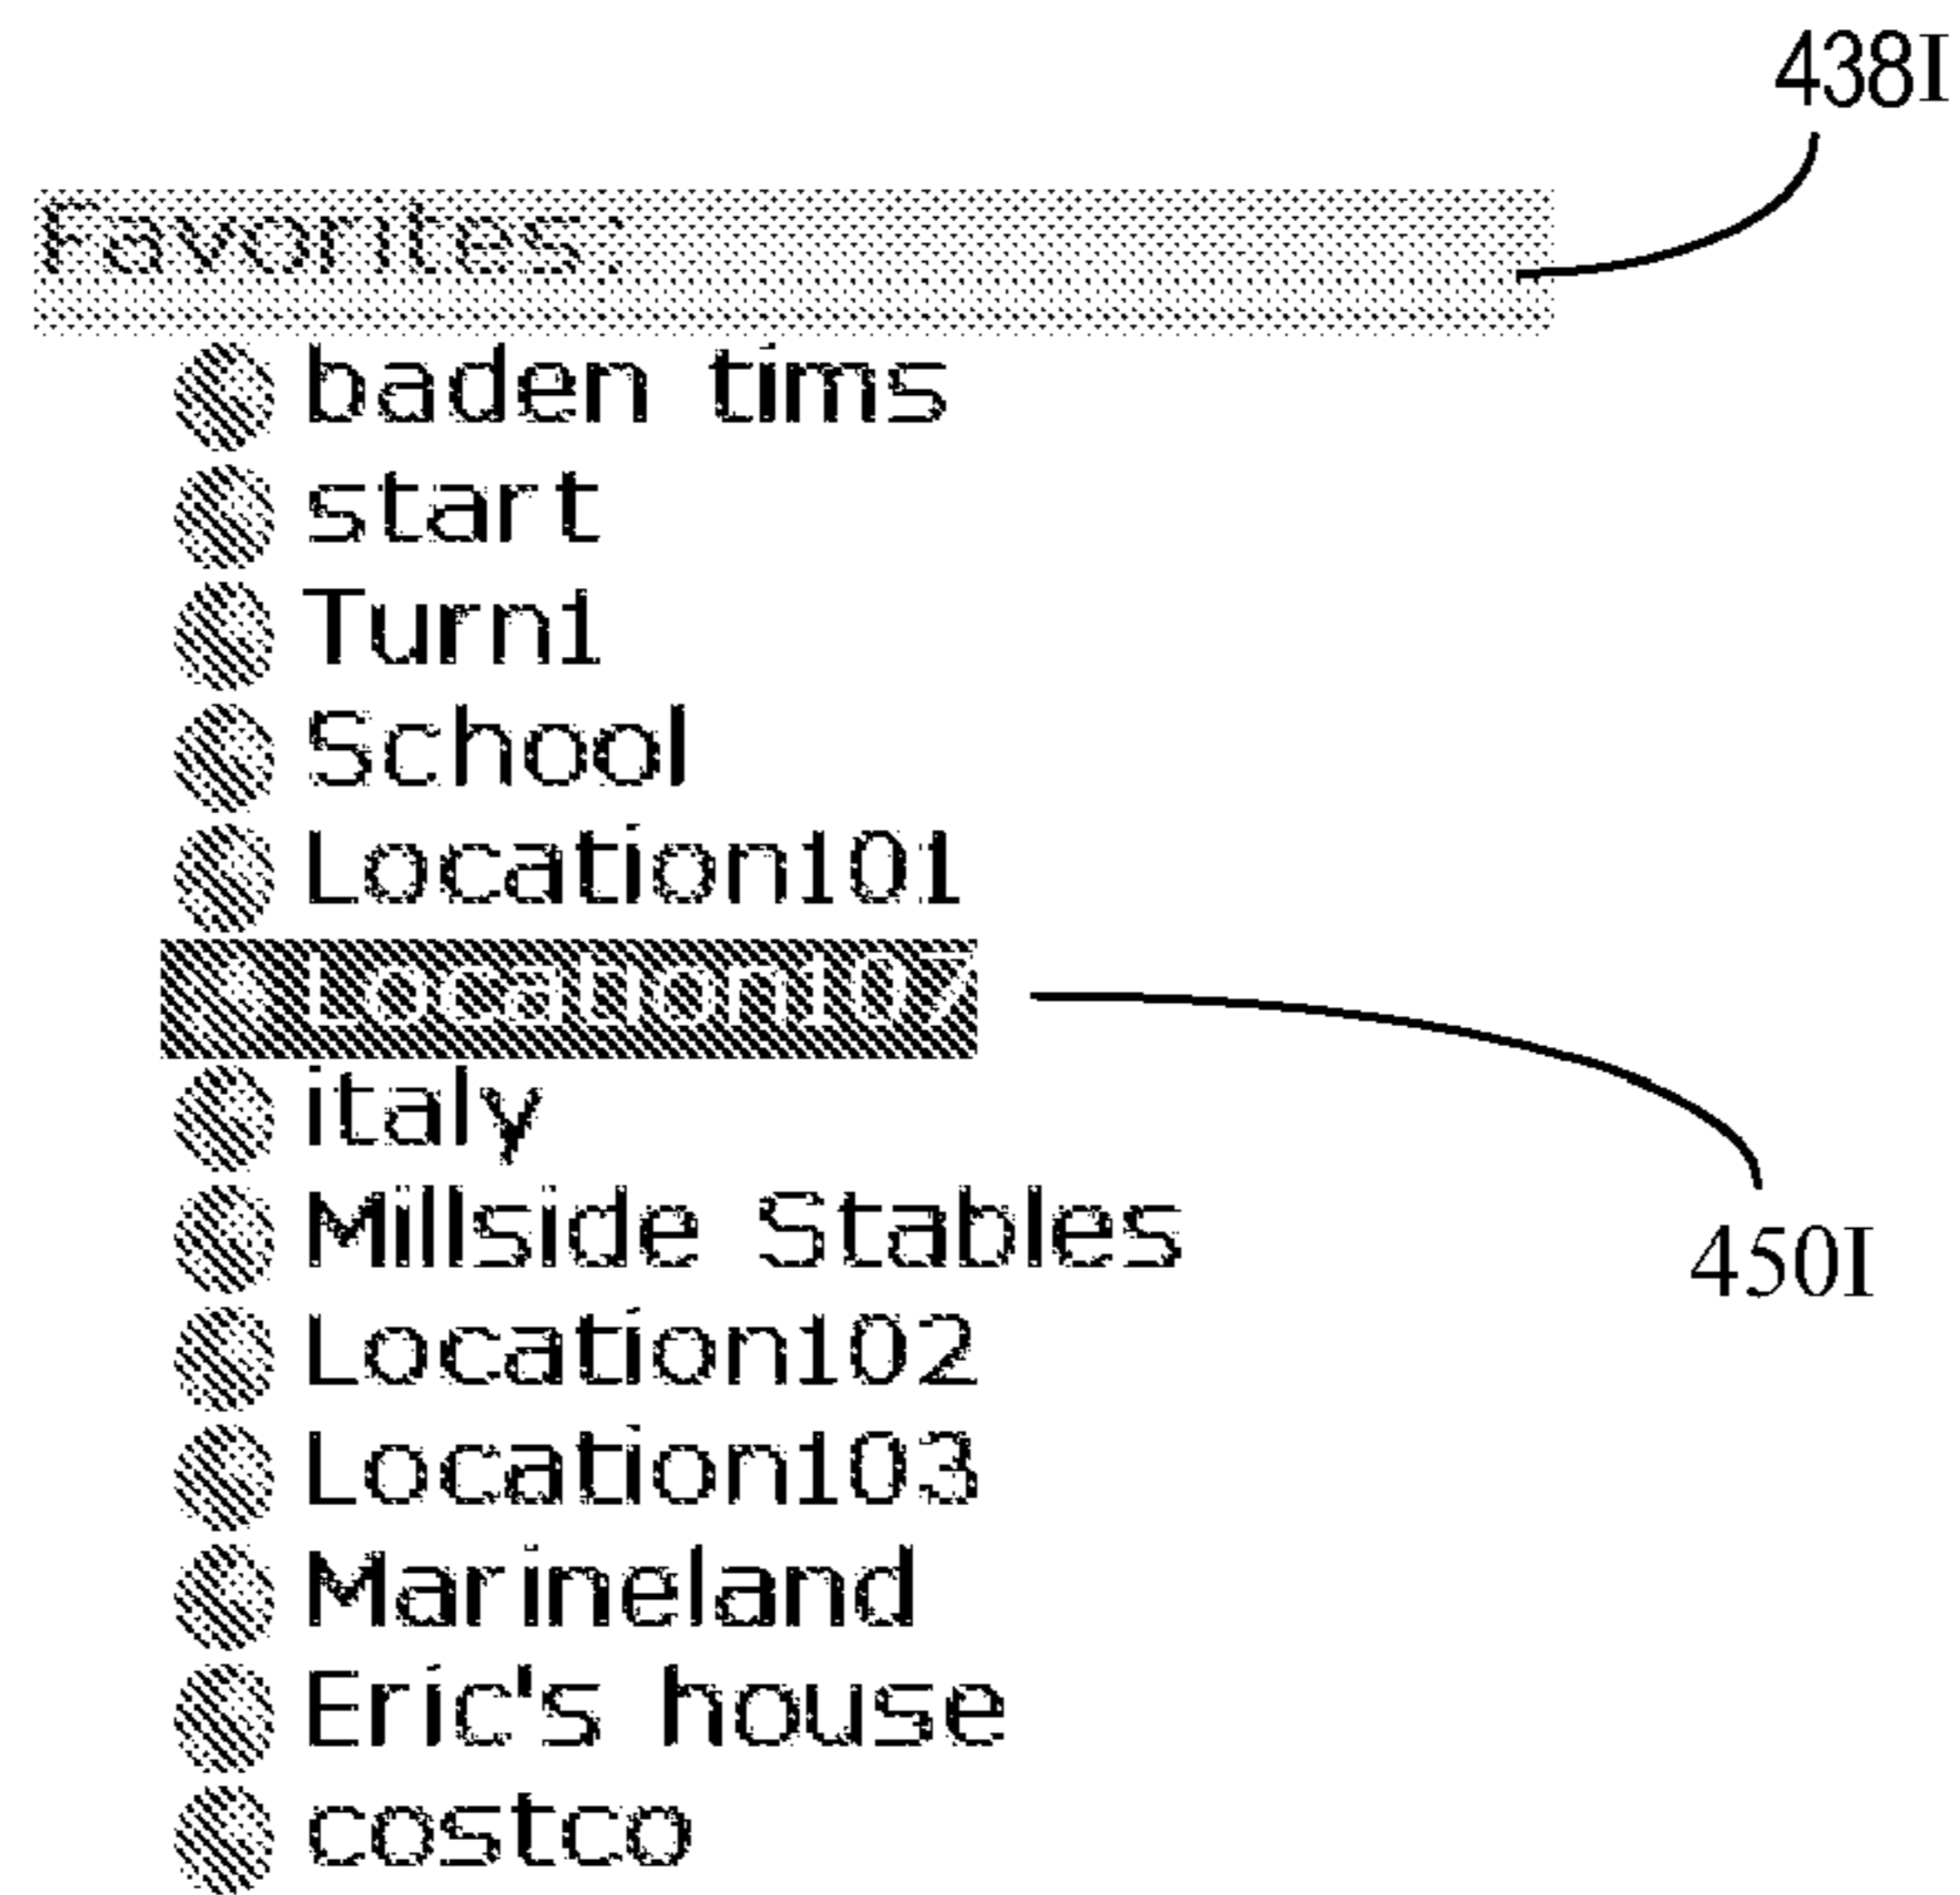 438I
Favorites:
baden tims
start
Turn1
School
Location101
Location107
italy
Millside Stables
450I
Location102
Location103
Marineland
Eric's house
costco